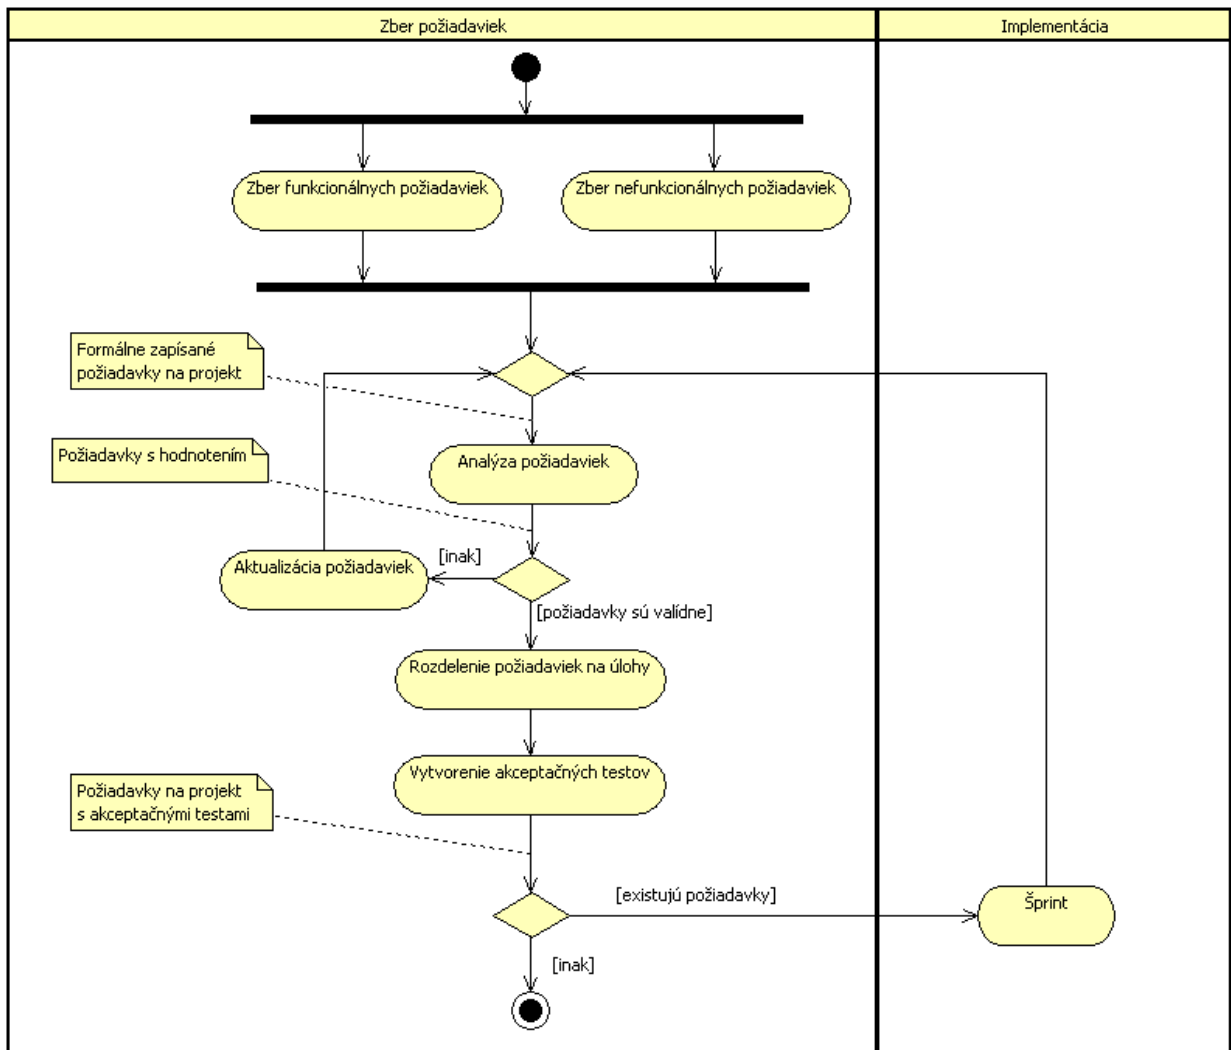 Zber požiadaviek
Implementácia
Zber funkcionálnych požiadaviek
Zber nefunkcionálnych požiadaviek
Formálne zapísané
požiadavky na projekt
Požiadavky s hodnotením
Analýza požiadaviek
[inak]
Aktualizácia požiadaviek
[požiadavky sú valídne]
Rozdelenie požiadaviek na úlohy
Vytvorenie akceptačných testov
Požiadavky na projekt
s akceptačnými testami
[existujú požiadavky]
Šprint
[inak]